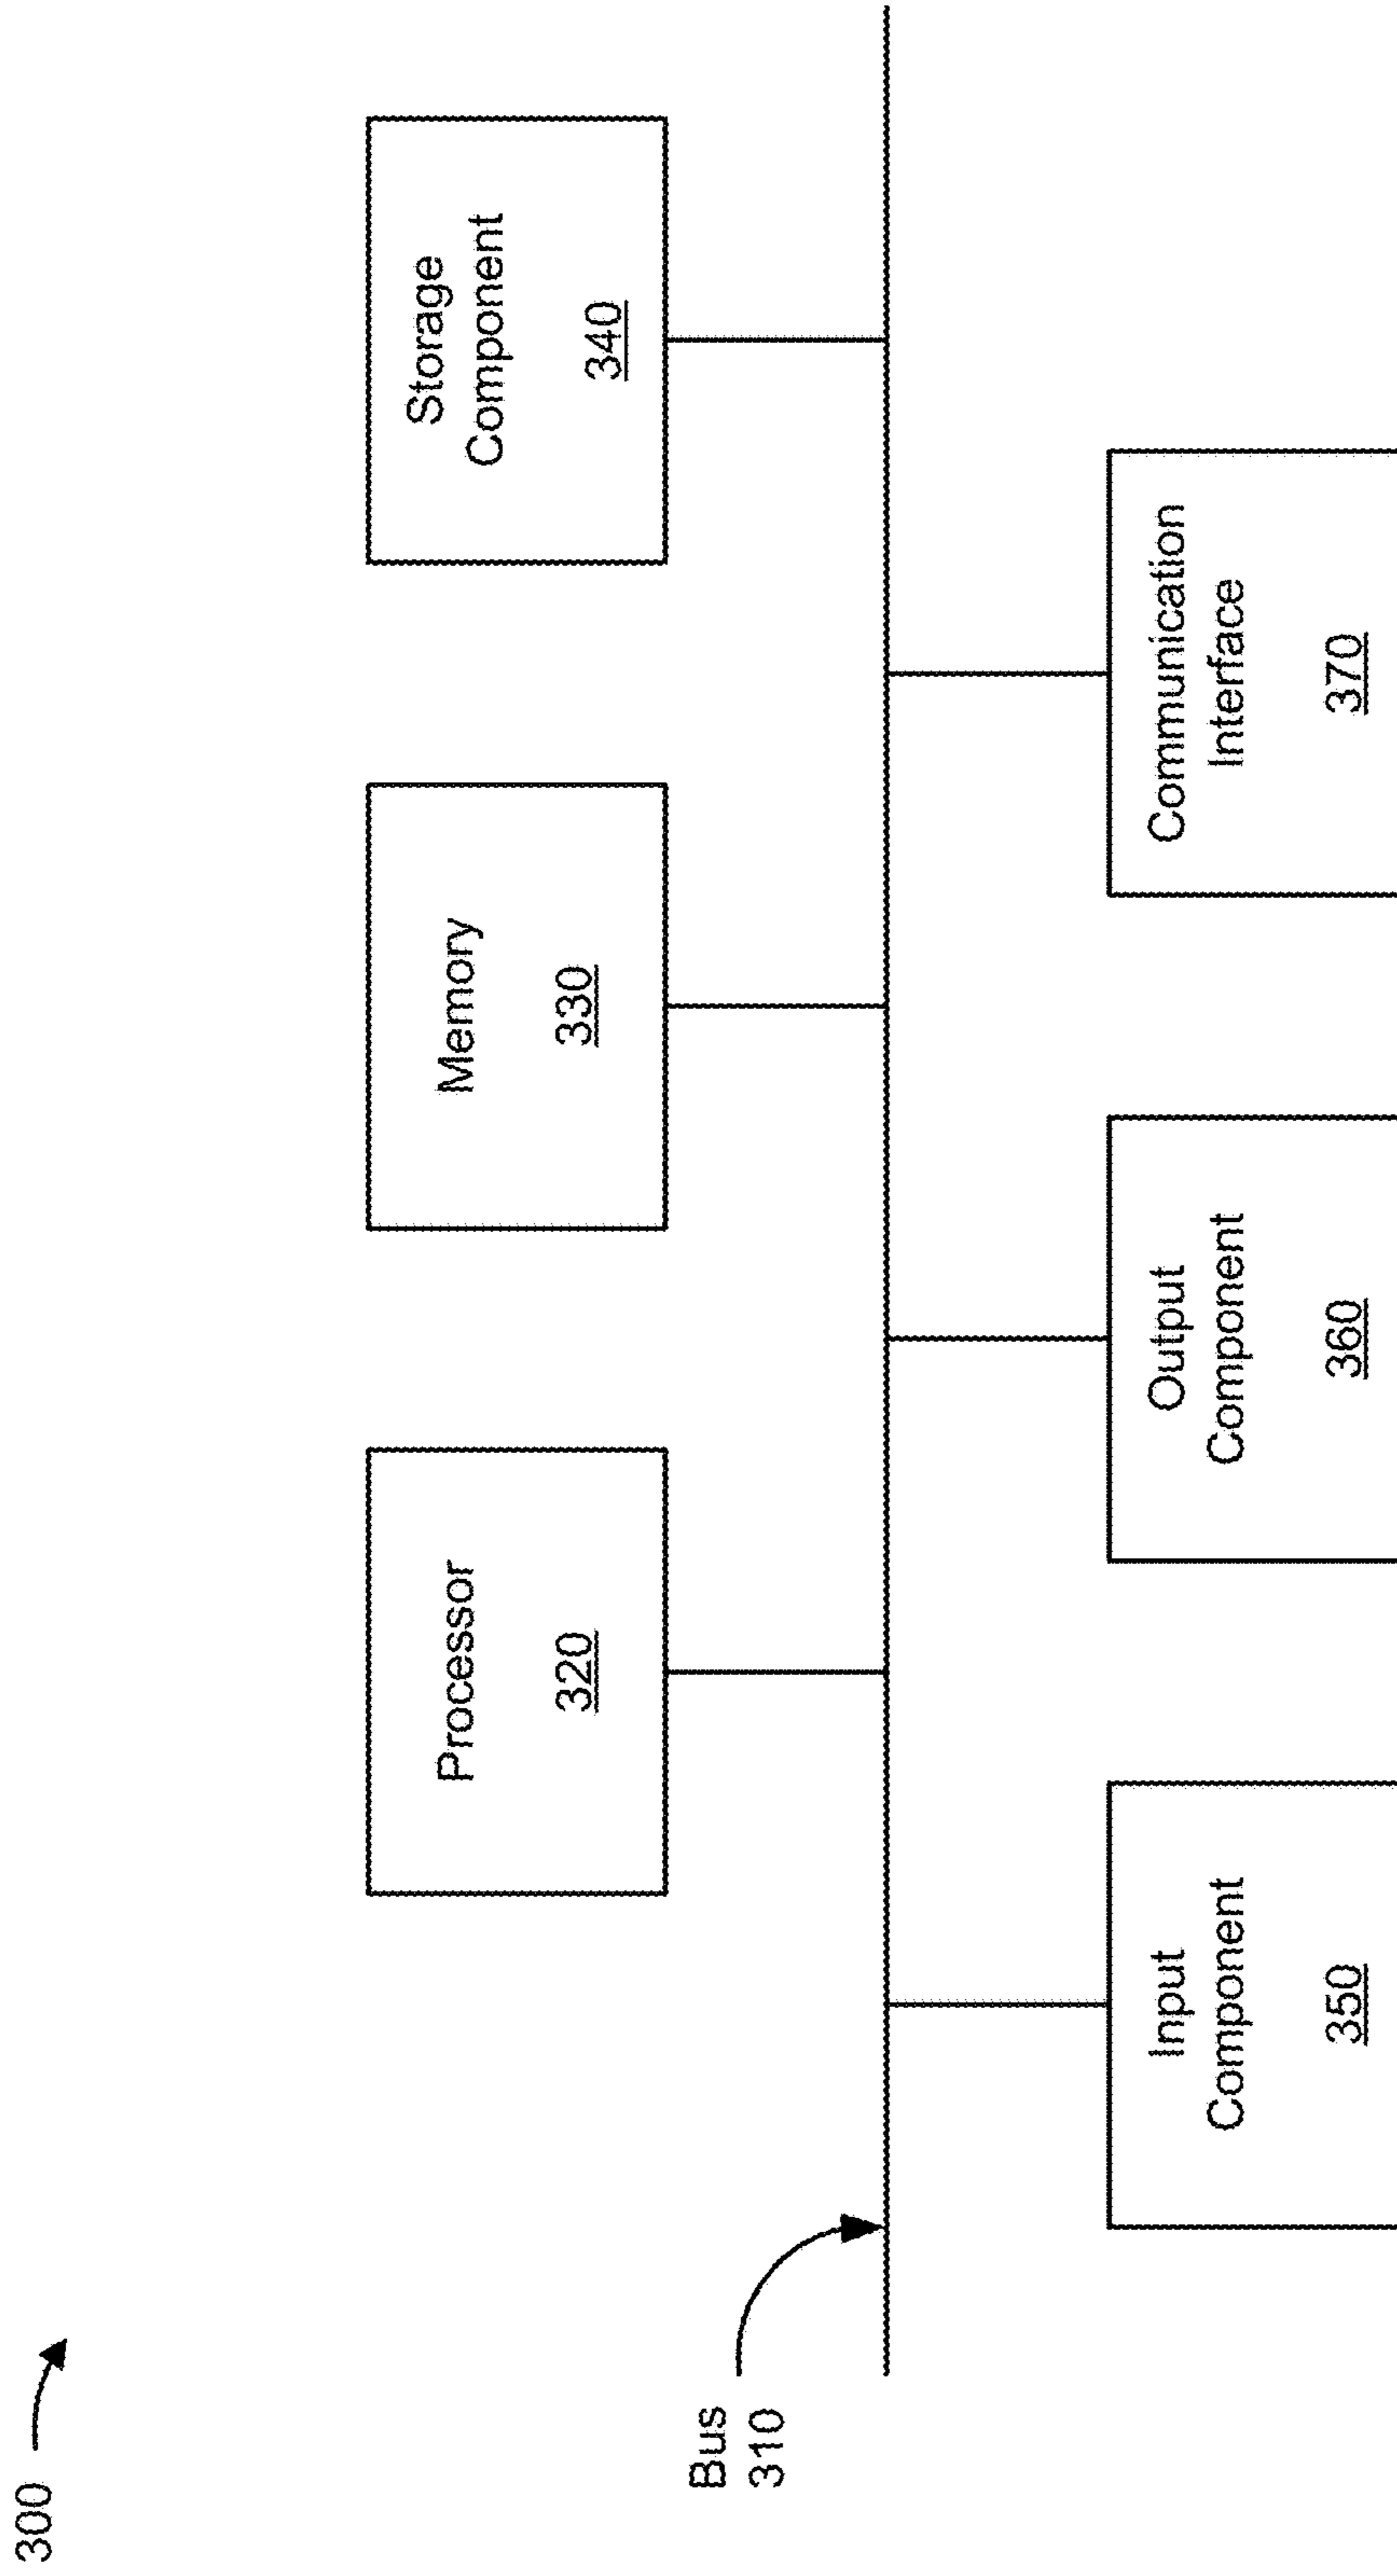 300
Processor
320
Memory
330
Storage
Component
340
Bus
310
Input
Component
350
Output
Component
360
Communication
Interface
370